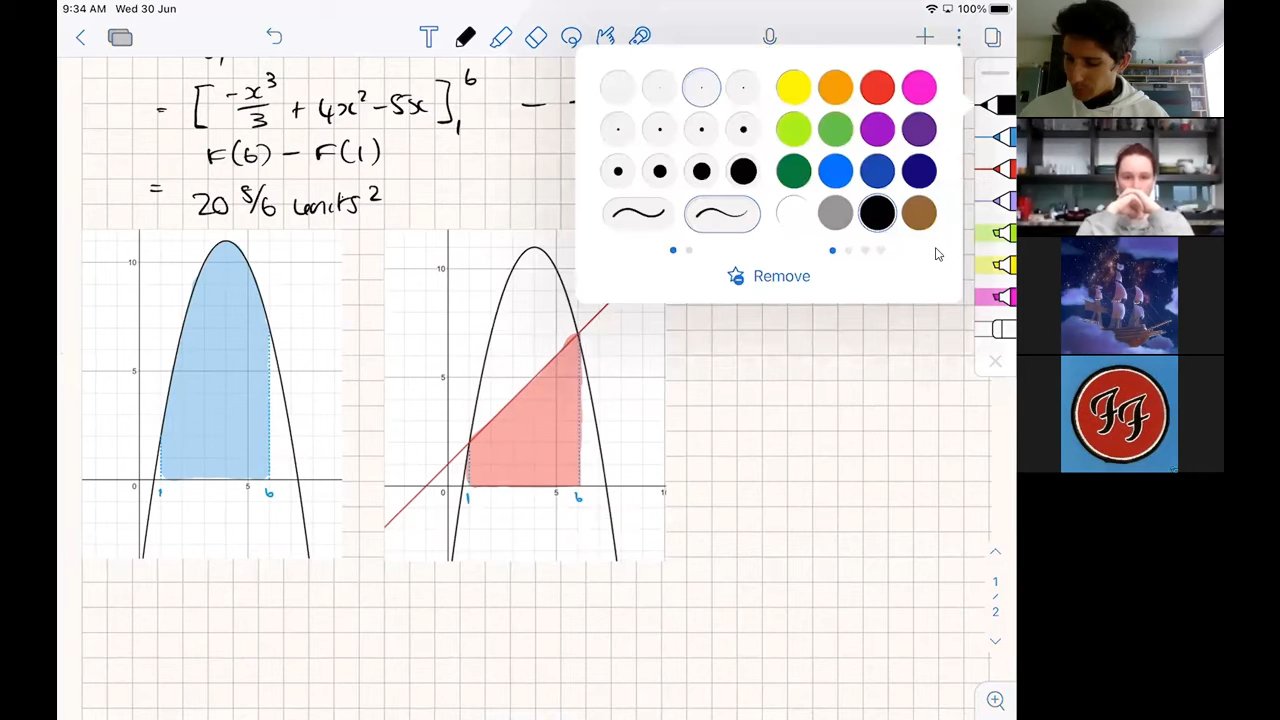 9:34 AM Wed 30 Jun
100%
T
= [ -x³/3 + 4x² - 5x ]₁⁶ -
F(6) - F(1)
= 20 5/6 units²
Remove
10
5
0
5
1
6
10
5
0
5
1
1
6
1
/
2
FF